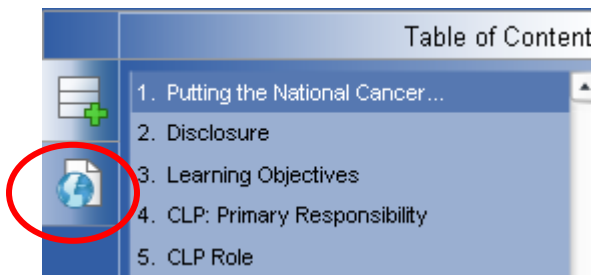 Table of Content
1. Putting the National Cancer...
2. Disclosure
3. Learning Objectives
4. CLP: Primary Responsibility
5. CLP Role